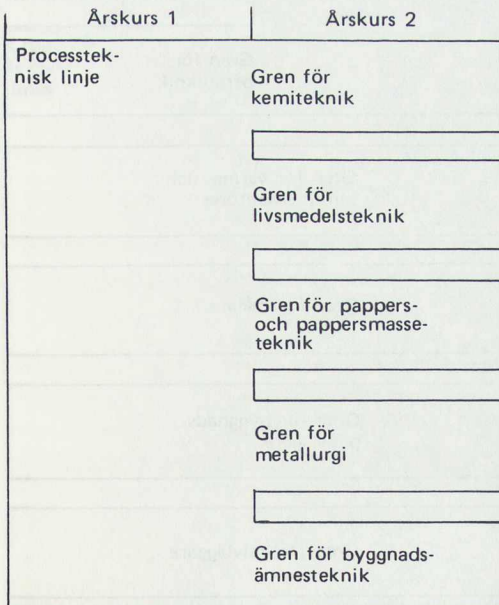 Årskurs 1
Årskurs 2
Processtek-
nisk linje
Gren för
kemiteknik
Gren för
livsmedelsteknik
Gren för pappers-
och pappersmasse-
teknik
Gren för
metallurgi
Gren för byggnads-
ämnesteknik